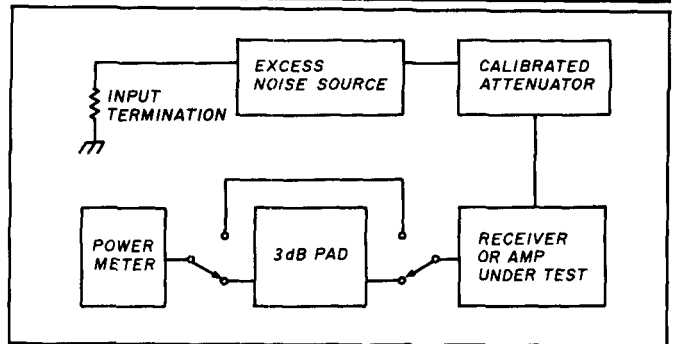 EXCESS
NOISE SOURCE
CALIBRATED
ATTENUATOR
INPUT
TERMINATION
POWER
METER
3dB PAD
RECEIVER
OR AMP
UNDER TEST